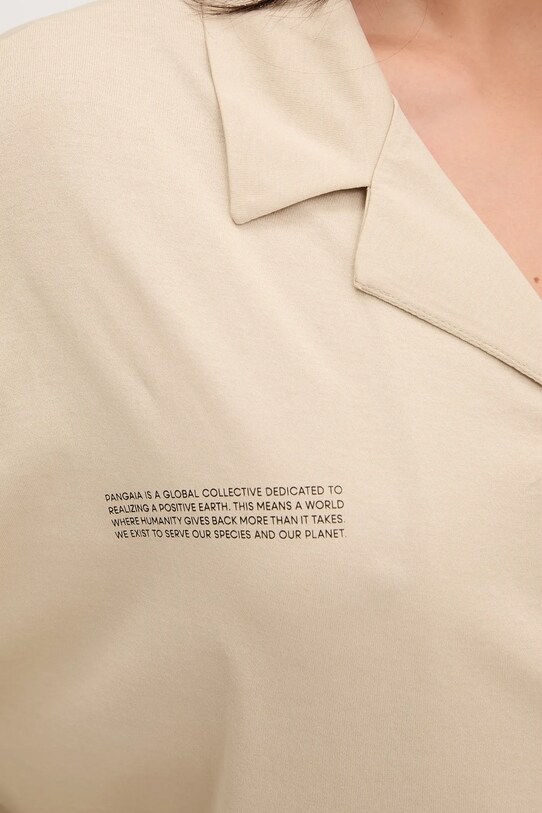 PANGAIA IS A GLOBAL COLLECTIVE DEDICATED TO
REALIZING A POSITIVE EARTH. THIS MEANS A WORLD
WHERE HUMANITY GIVES BACK MORE THAN IT TAKES.
WE EXIST TO SERVE OUR SPECIES AND OUR PLANET.